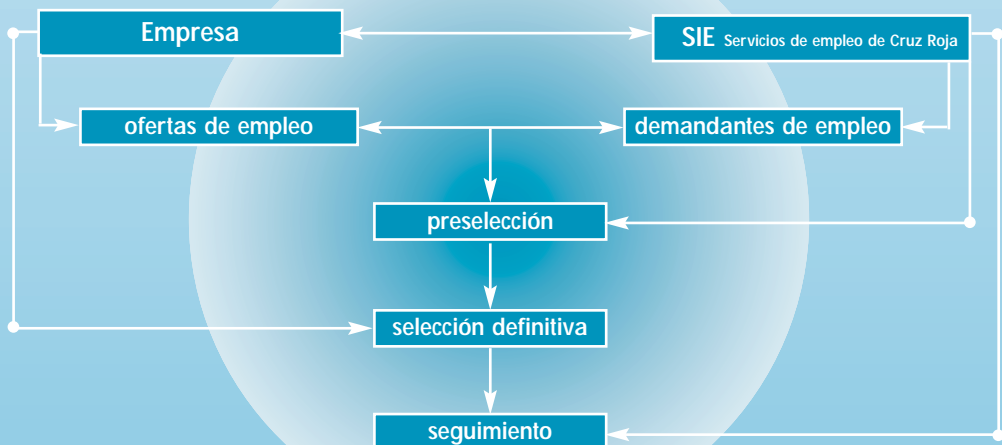 Empresa
SIE Servicios de empleo de Cruz Roja
ofertas de empleo
demandantes de empleo
preselección
selección definitiva
seguimiento